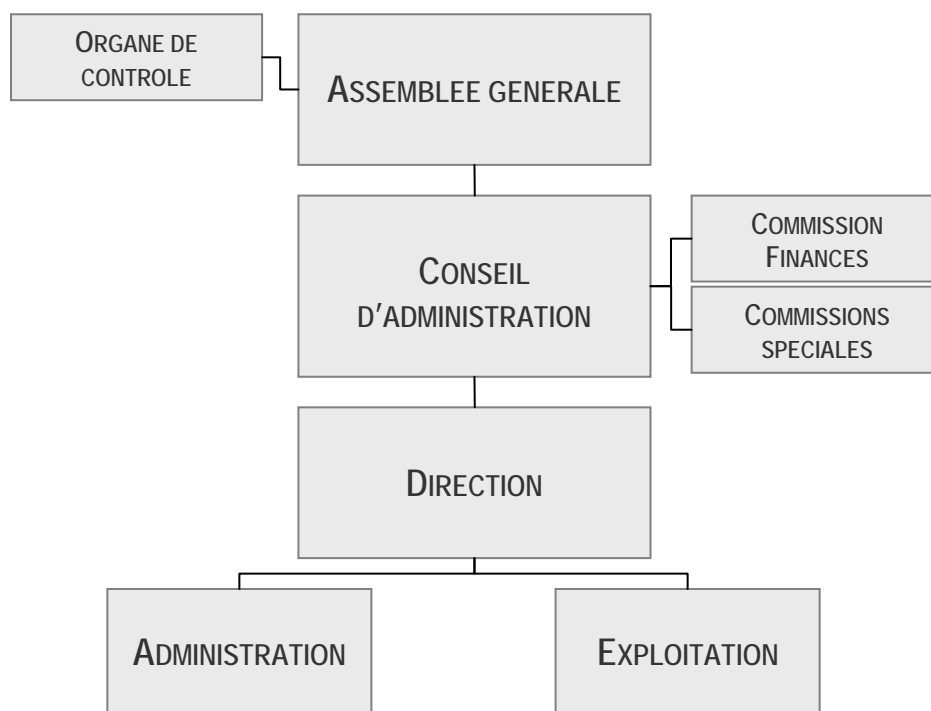 ORGANE DE
CONTROLE
ASSEMBLEE GENERALE
CONSEIL
D'ADMINISTRATION
COMMISSION
FINANCES
COMMISSIONS
SPECIALES
DIRECTION
ADMINISTRATION
EXPLOITATION